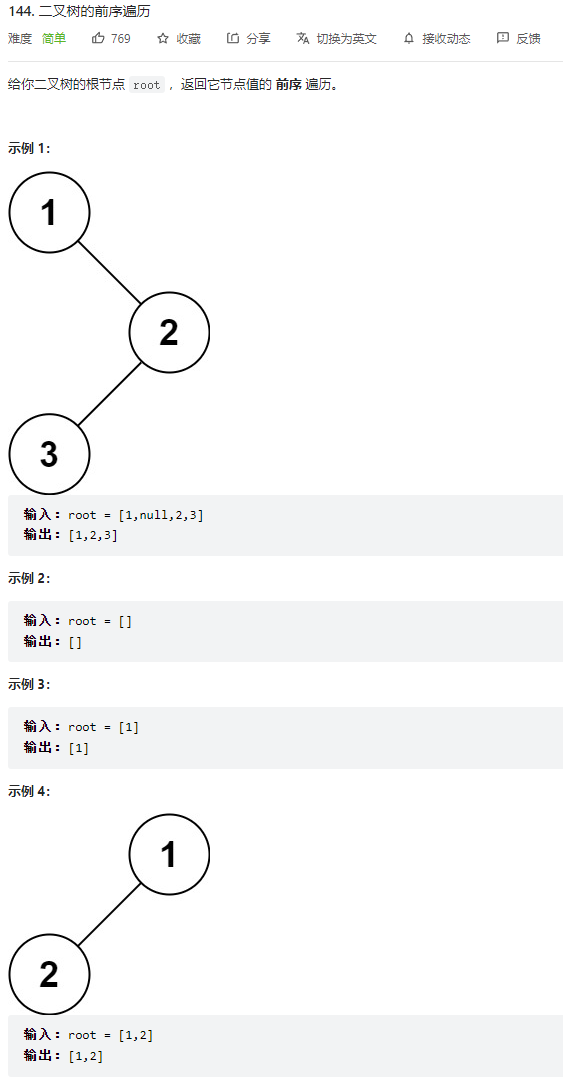 144. 二叉树的前序遍历
难度 简单 769 收藏 分享 切换为英文 接收动态 反馈
给你二叉树的根节点 root ，返回它节点值的 前序 遍历。
示例 1：
1
2
3
输入：root = [1,null,2,3]
输出：[1,2,3]
示例 2：
输入：root = []
输出：[]
示例 3：
输入：root = [1]
输出：[1]
示例 4：
1
2
输入：root = [1,2]
输出：[1,2]